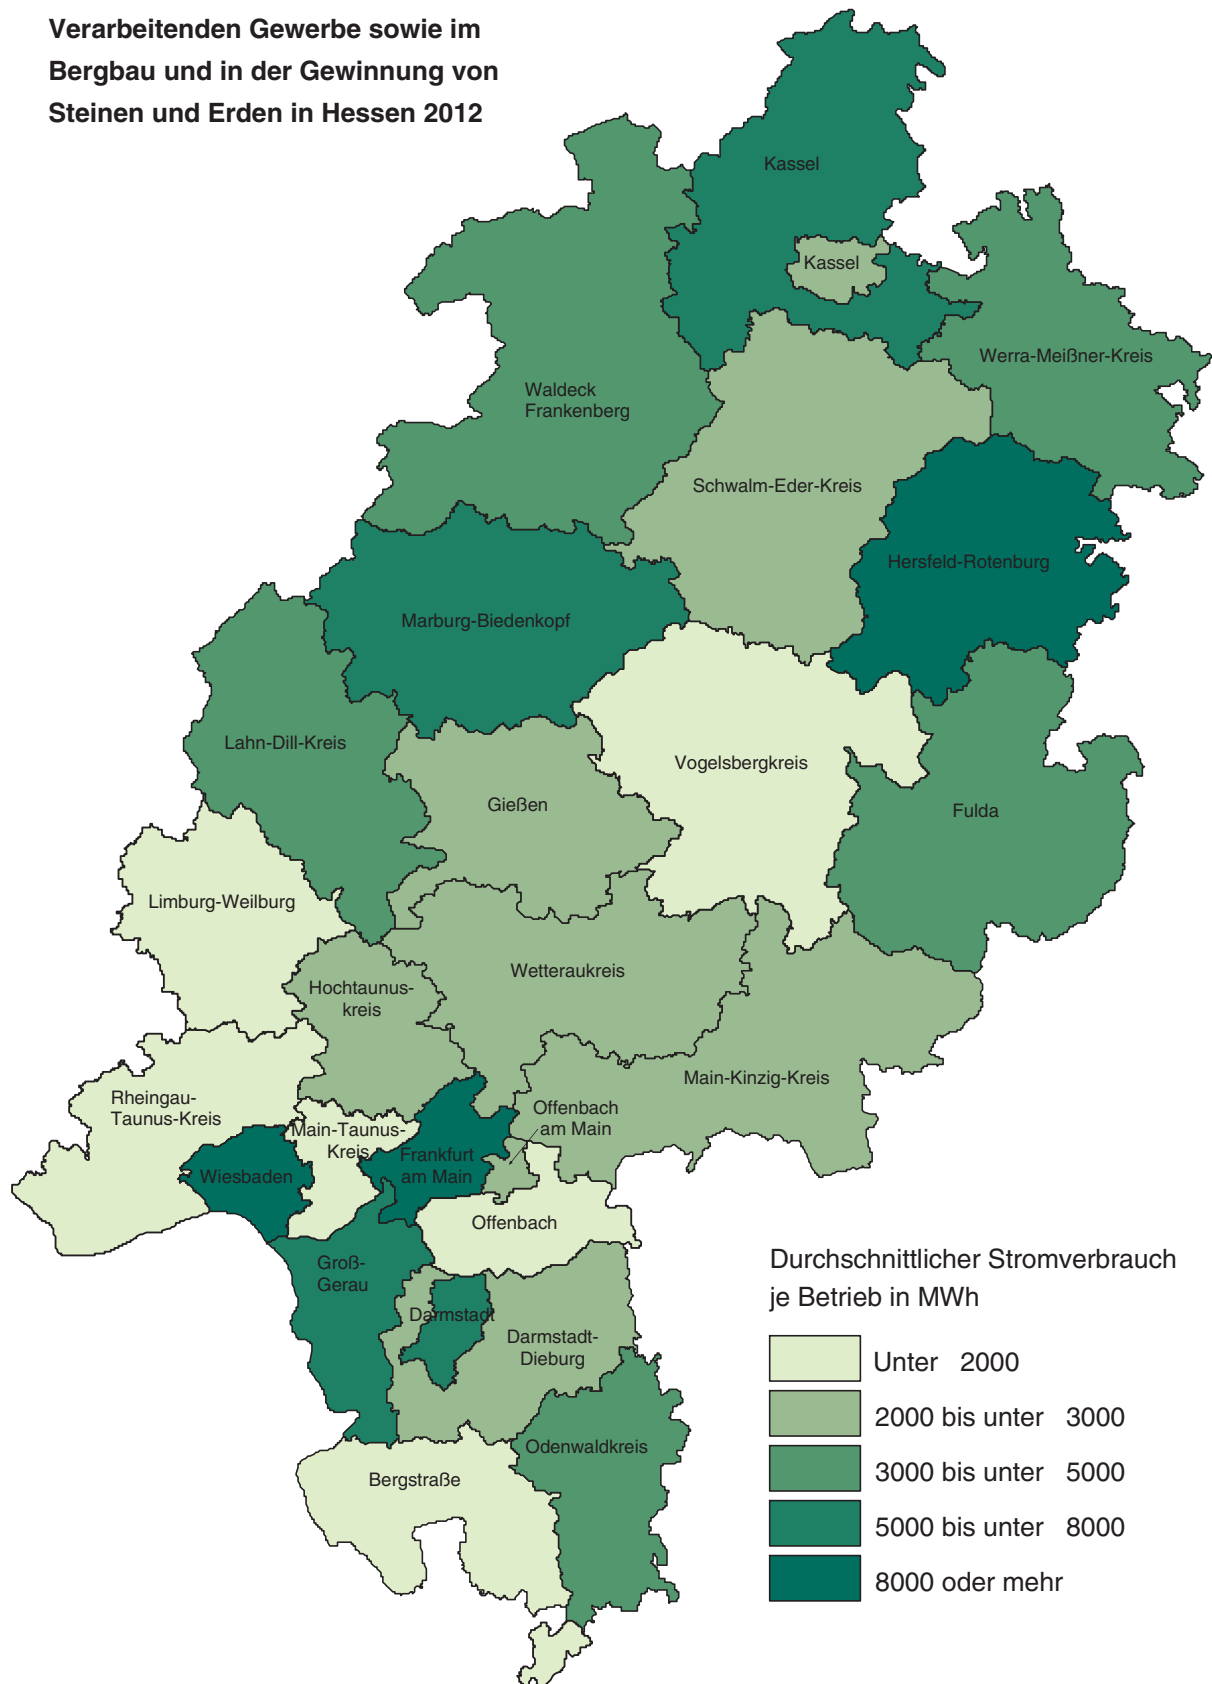 Verarbeitenden Gewerbe sowie im
Bergbau und in der Gewinnung von
Steinen und Erden in Hessen 2012
Kassel
Kassel
Werra-Meißner-Kreis
Waldeck
Frankenberg
Schwalm-Eder-Kreis
Hersfeld-Rotenburg
Marburg-Biedenkopf
Lahn-Dill-Kreis
Vogelsbergkreis
Gießen
Fulda
Limburg-Weilburg
Wetteraukreis
Hochtaunus-
kreis
Main-Kinzig-Kreis
Rheingau-
Taunus-Kreis
Offenbach
am Main
Main-Taunus-
Kreis
Frankfurt
am Main
Wiesbaden
Offenbach
Groß-
Gerau
Darmstadt
Darmstadt-
Dieburg
Odenwaldkreis
Bergstraße
Durchschnittlicher Stromverbrauch
je Betrieb in MWh
Unter 2000
2000 bis unter 3000
3000 bis unter 5000
5000 bis unter 8000
8000 oder mehr